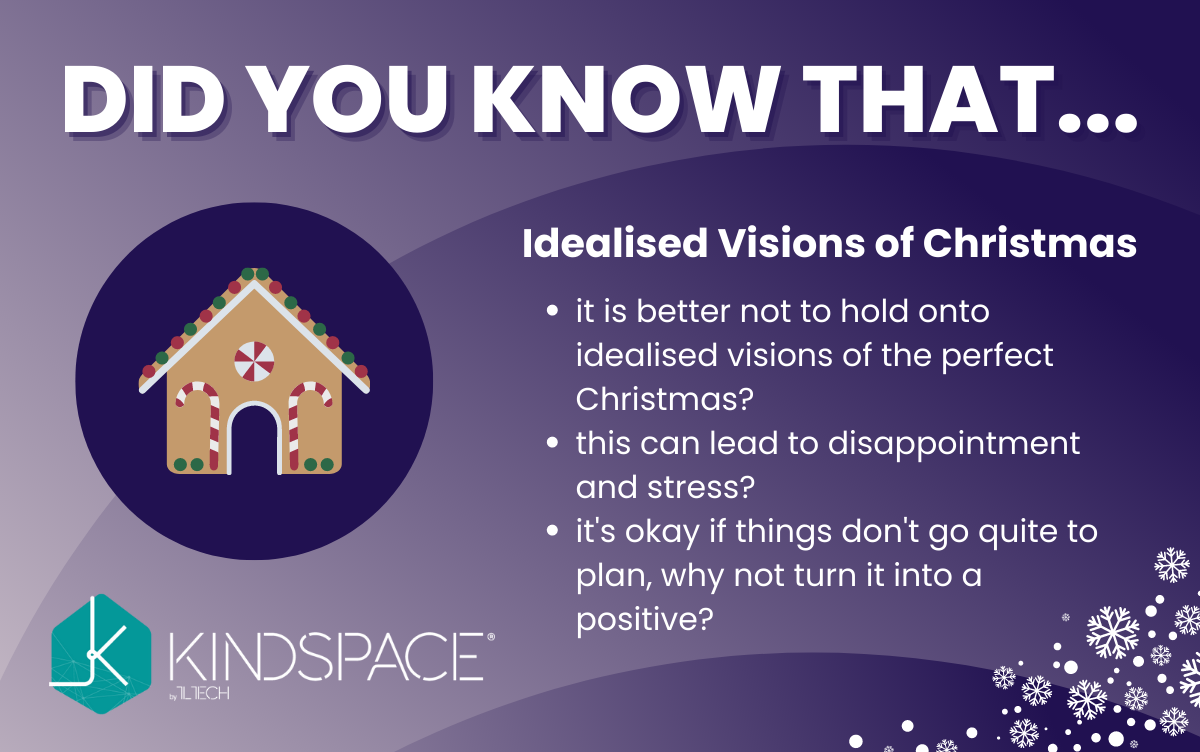 DID YOU KNOW THAT...
Idealised Visions of Christmas
• it is better not to hold onto
idealised visions of the perfect
Christmas?
• this can lead to disappointment
and stress?
• it's okay if things don't go quite to
plan, why not turn it into a
positive?
KINDSPACE®
by 1LTECH